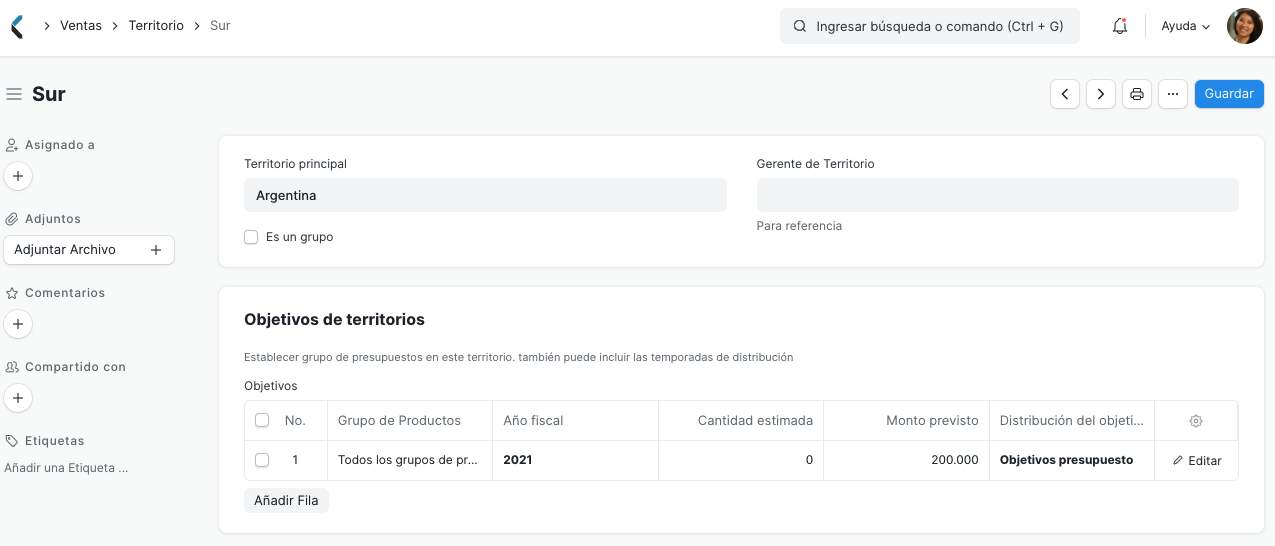 Ventas
Territorio
Sur
Ingresar búsqueda o comando (Ctrl + G)
Ayuda
Sur
Guardar
Asignado a
Adjuntos
Adjuntar Archivo
Comentarios
Compartido con
Etiquetas
Añadir una Etiqueta ...
Territorio principal
Argentina
Es un grupo
Gerente de Territorio
Para referencia
Objetivos de territorios
Establecer grupo de presupuestos en este territorio. también puede incluir las temporadas de distribución
Objetivos
No. Grupo de Productos Año fiscal Cantidad estimada Monto previsto Distribución del objeti...
1 Todos los grupos de pr... 2021 0 200.000 Objetivos presupuesto Editar
Añadir Fila